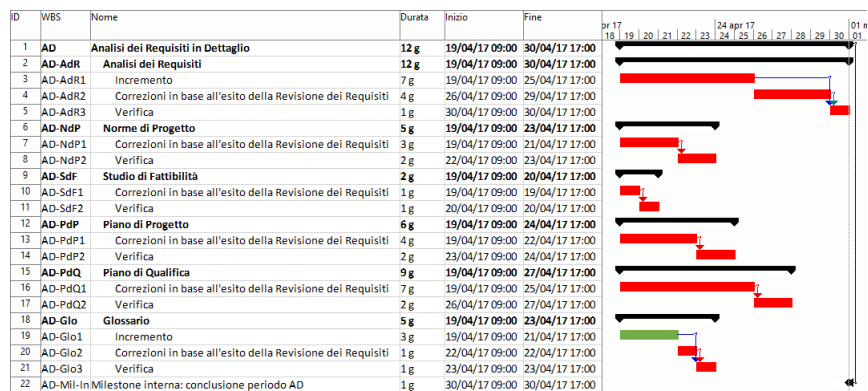 ID WBS Nome Durata Inizio Fine
pr 17 24 apr 17 01 m
18 19 20 21 22 23 24 25 26 27 28 29 30 01
1 AD Analisi dei Requisiti in Dettaglio 12 g 19/04/17 09:00 30/04/17 17:00
2 AD-AdR Analisi dei Requisiti 12 g 19/04/17 09:00 30/04/17 17:00
3 AD-AdR1 Incremento 7 g 19/04/17 09:00 25/04/17 17:00
4 AD-AdR2 Correzioni in base all'esito della Revisione dei Requisiti 4 g 26/04/17 09:00 29/04/17 17:00
5 AD-AdR3 Verifica 1 g 30/04/17 09:00 30/04/17 17:00
6 AD-NdP Norme di Progetto 5 g 19/04/17 09:00 23/04/17 17:00
7 AD-NdP1 Correzioni in base all'esito della Revisione dei Requisiti 3 g 19/04/17 09:00 21/04/17 17:00
8 AD-NdP2 Verifica 2 g 22/04/17 09:00 23/04/17 17:00
9 AD-SdF Studio di Fattibilità 2 g 19/04/17 09:00 20/04/17 17:00
10 AD-SdF1 Correzioni in base all'esito della Revisione dei Requisiti 1 g 19/04/17 09:00 19/04/17 17:00
11 AD-SdF2 Verifica 1 g 20/04/17 09:00 20/04/17 17:00
12 AD-PdP Piano di Progetto 6 g 19/04/17 09:00 24/04/17 17:00
13 AD-PdP1 Correzioni in base all'esito della Revisione dei Requisiti 4 g 19/04/17 09:00 22/04/17 17:00
14 AD-PdP2 Verifica 2 g 23/04/17 09:00 24/04/17 17:00
15 AD-PdQ Piano di Qualifica 9 g 19/04/17 09:00 27/04/17 17:00
16 AD-PdQ1 Correzioni in base all'esito della Revisione dei Requisiti 7 g 19/04/17 09:00 25/04/17 17:00
17 AD-PdQ2 Verifica 2 g 26/04/17 09:00 27/04/17 17:00
18 AD-Glo Glossario 5 g 19/04/17 09:00 23/04/17 17:00
19 AD-Glo1 Incremento 3 g 19/04/17 09:00 21/04/17 17:00
20 AD-Glo2 Correzioni in base all'esito della Revisione dei Requisiti 1 g 22/04/17 09:00 22/04/17 17:00
21 AD-Glo3 Verifica 1 g 23/04/17 09:00 23/04/17 17:00
22 AD-Mil-In Milestone interna: conclusione periodo AD 1 g 30/04/17 09:00 30/04/17 17:00